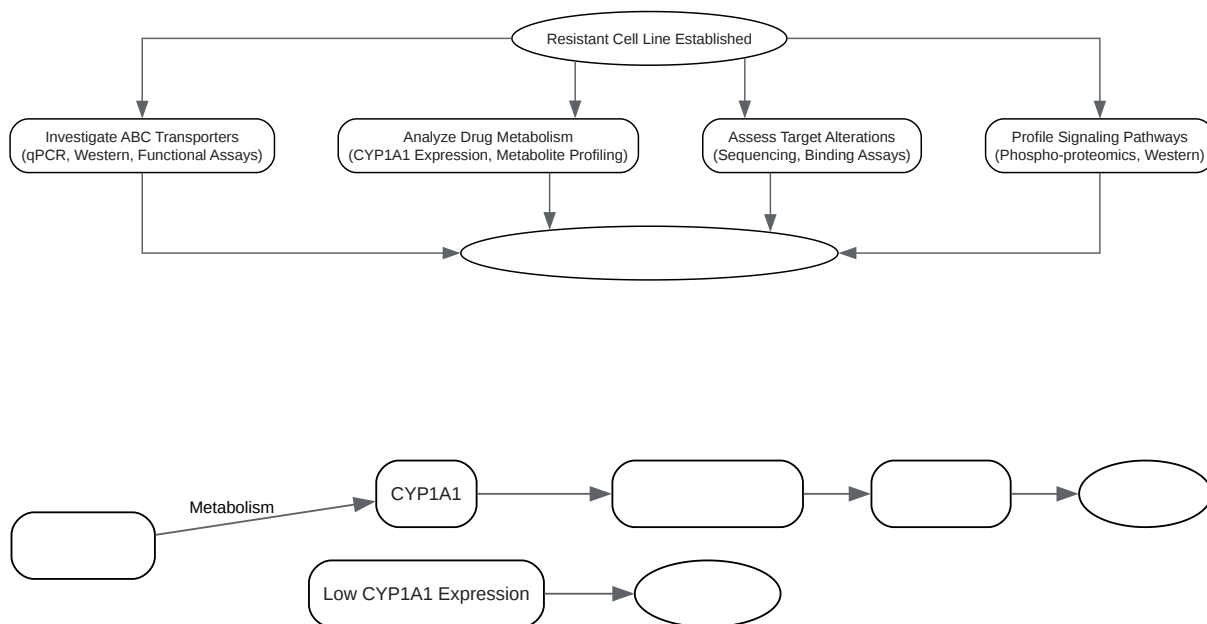 Resistant Cell Line Established
Investigate ABC Transporters
(qPCR, Western, Functional Assays)
Analyze Drug Metabolism
(CYP1A1 Expression, Metabolite Profiling)
Assess Target Alterations
(Sequencing, Binding Assays)
Profile Signaling Pathways
(Phospho-proteomics, Western)
Metabolism
CYP1A1
Low CYP1A1 Expression